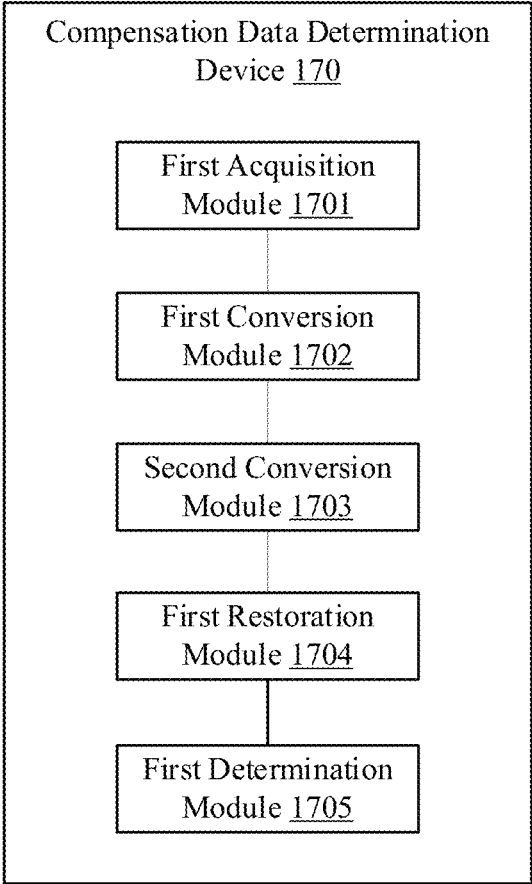 Compensation Data Determination
Device 170
First Acquisition
Module 1701
First Conversion
Module 1702
Second Conversion
Module 1703
First Restoration
Module 1704
First Determination
Module 1705